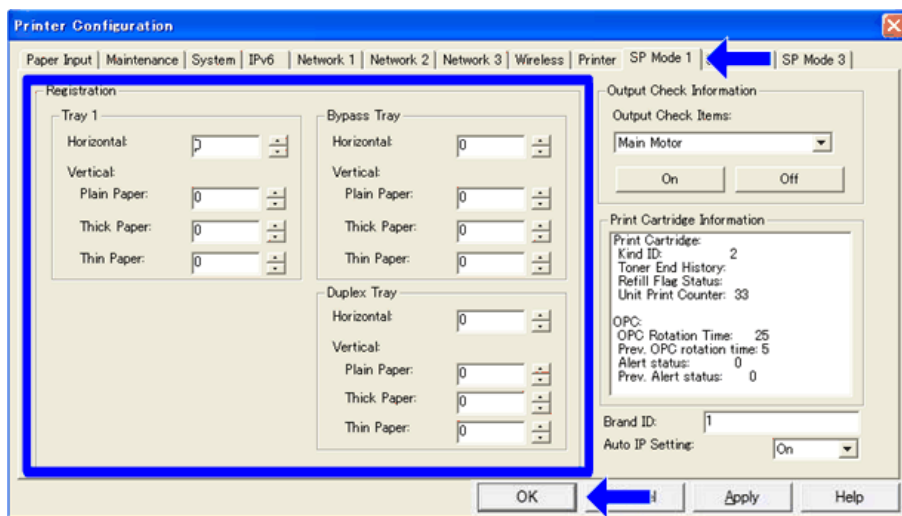 Printer Configuration
Paper Input Maintenance System IPv6 Network 1 Network 2 Network 3 Wireless Printer SP Mode 1 SP Mode 3
Registration
Tray 1
Horizontal:
Vertical:
Plain Paper: 0
Thick Paper: 0
Thin Paper: 0
Bypass Tray
Horizontal: 0
Vertical:
Plain Paper: 0
Thick Paper: 0
Thin Paper: 0
Duplex Tray
Horizontal: 0
Vertical:
Plain Paper: 0
Thick Paper: 0
Thin Paper: 0
Output Check Information
Output Check Items:
Main Motor
On Off
Print Cartridge Information
Print Cartridge:
Kind ID: 2
Toner End History:
Refill Flag Status:
Unit Print Counter: 33
OPC:
OPC Rotation Time: 25
Prev. OPC rotation time: 5
Alert status: 0
Prev. Alert status: 0
Brand ID: 1
Auto IP Setting: On
OK Apply Help